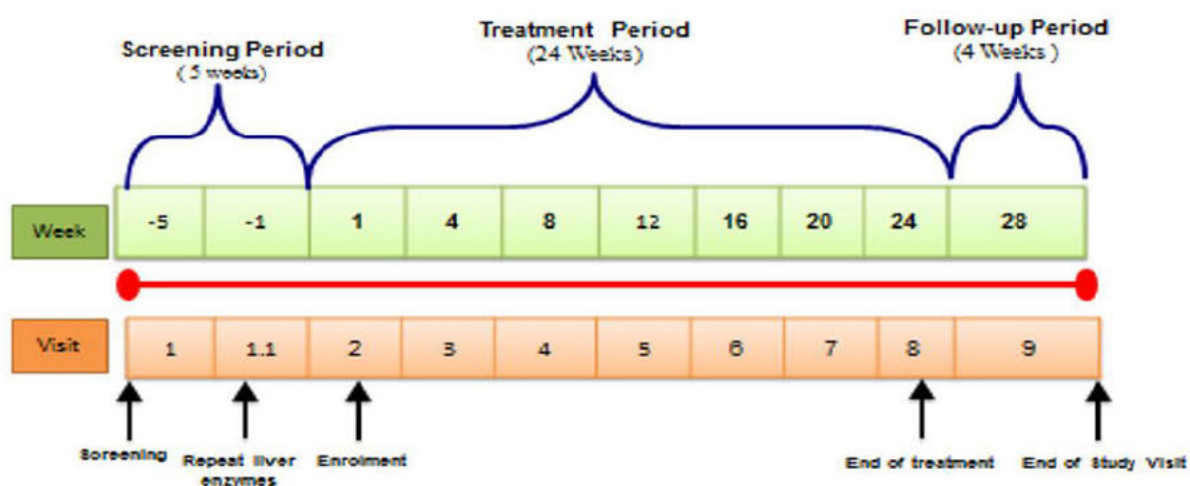 Screening Period
( 5 weeks)
Treatment Period
(24 Weeks)
Follow-up Period
(4 Weeks )
Week -5 -1 1 4 8 12 16 20 24 28
Visit 1 1.1 2 3 4 5 6 7 8 9
Screening
Repeat liver
enzymes
Enrolment
End of treatment
End of Study Visit